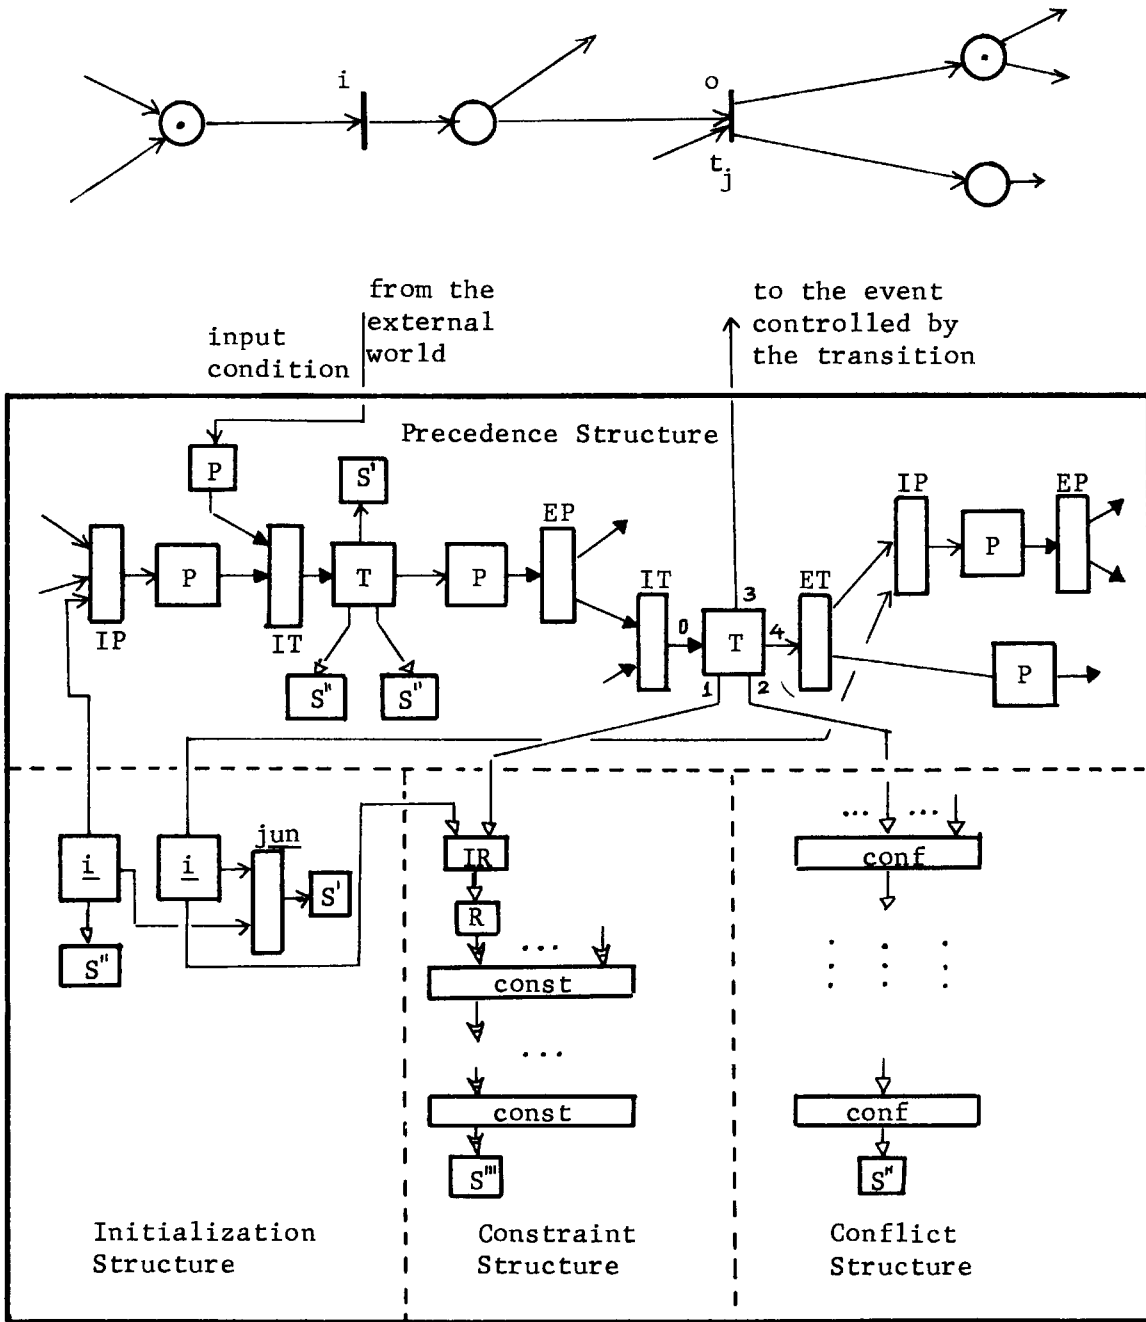 i
o
t_j
from the
external
world
input
condition
to the event
controlled by
the transition
Precedence Structure
P
S'
IP
EP
EP
P
IT
T
P
IT
0
T
3
4
1
2
ET
P
P
IP
S"
S"
i
i
jun
S'
S"
IR
R
...
const
...
const
S'''
... ...
conf
conf
S"
Initialization
Structure
Constraint
Structure
Conflict
Structure